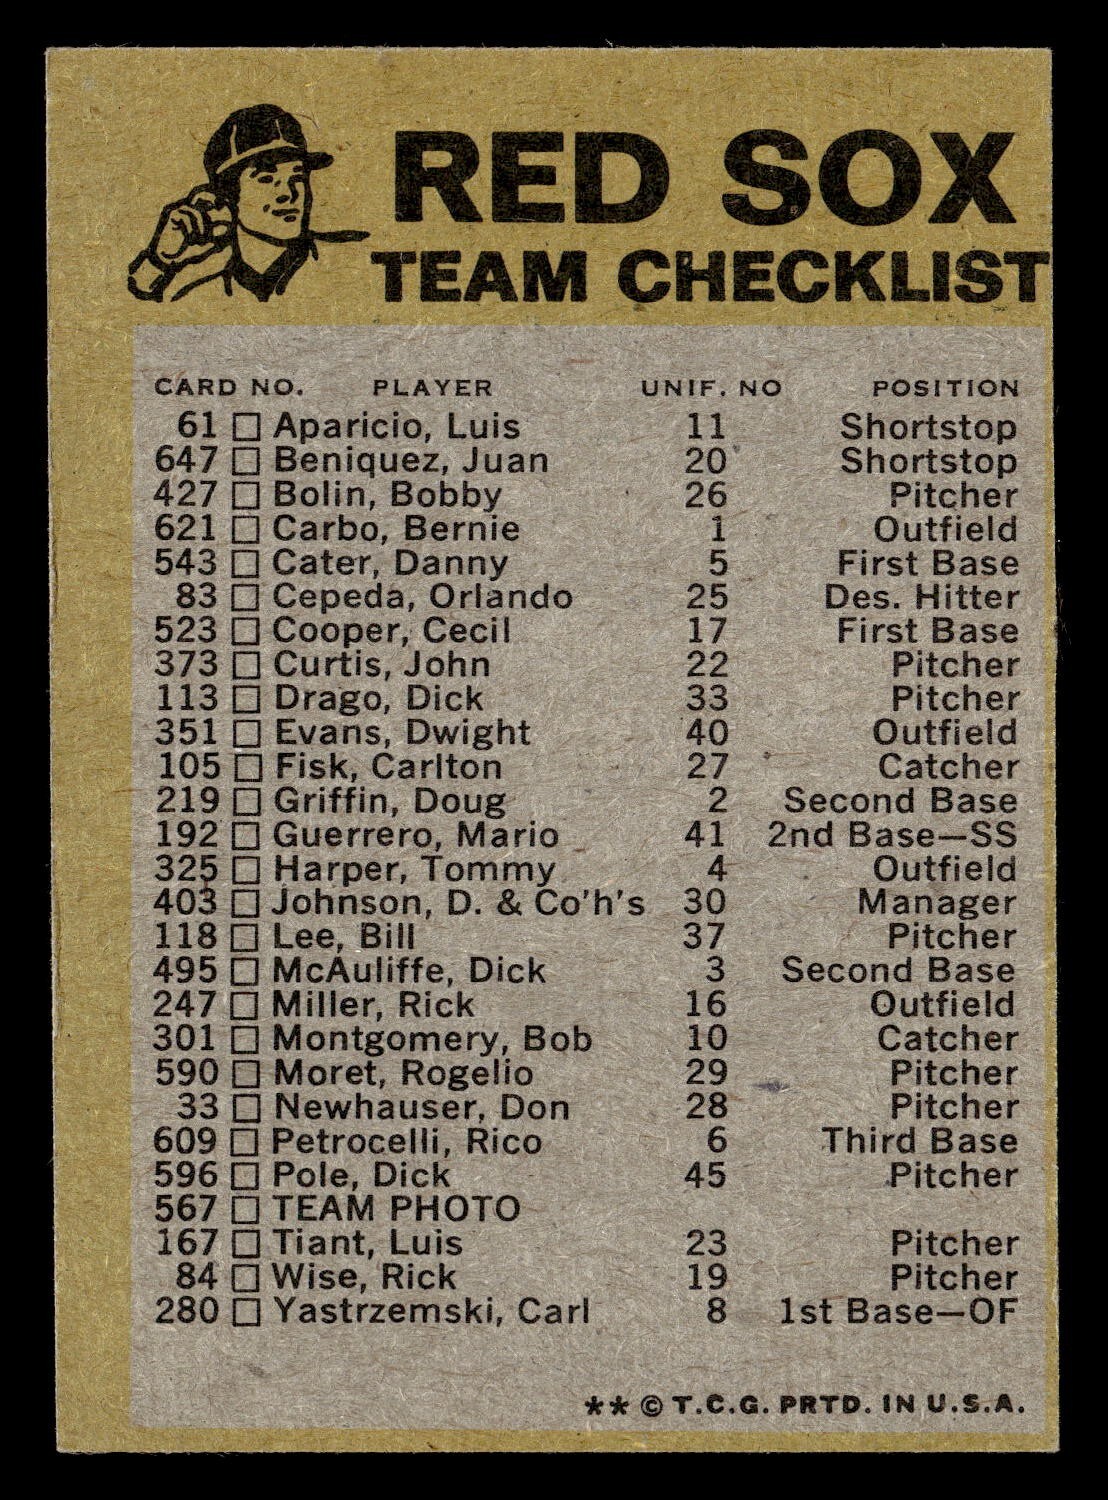 RED SOX
TEAM CHECKLIST
CARD NO. PLAYER UNIF. NO POSITION
61 Aparicio, Luis 11 Shortstop
647 Beniquez, Juan 20 Shortstop
427 Bolin, Bobby 26 Pitcher
621 Carbo, Bernie 1 Outfield
543 Cater, Danny 5 First Base
83 Cepeda, Orlando 25 Des. Hitter
523 Cooper, Cecil 17 First Base
373 Curtis, John 22 Pitcher
113 Drago, Dick 33 Pitcher
351 Evans, Dwight 40 Outfield
105 Fisk, Carlton 27 Catcher
219 Griffin, Doug 2 Second Base
192 Guerrero, Mario 41 2nd Base—SS
325 Harper, Tommy 4 Outfield
403 Johnson, D. & Co'h's 30 Manager
118 Lee, Bill 37 Pitcher
495 McAuliffe, Dick 3 Second Base
247 Miller, Rick 16 Outfield
301 Montgomery, Bob 10 Catcher
590 Moret, Rogelio 29 Pitcher
33 Newhauser, Don 28 Pitcher
609 Petrocelli, Rico 6 Third Base
596 Pole, Dick 45 Pitcher
567 TEAM PHOTO
167 Tiant, Luis 23 Pitcher
84 Wise, Rick 19 Pitcher
280 Yastrzemski, Carl 8 1st Base—OF
** © T.C.G. PRTD. IN U.S.A.